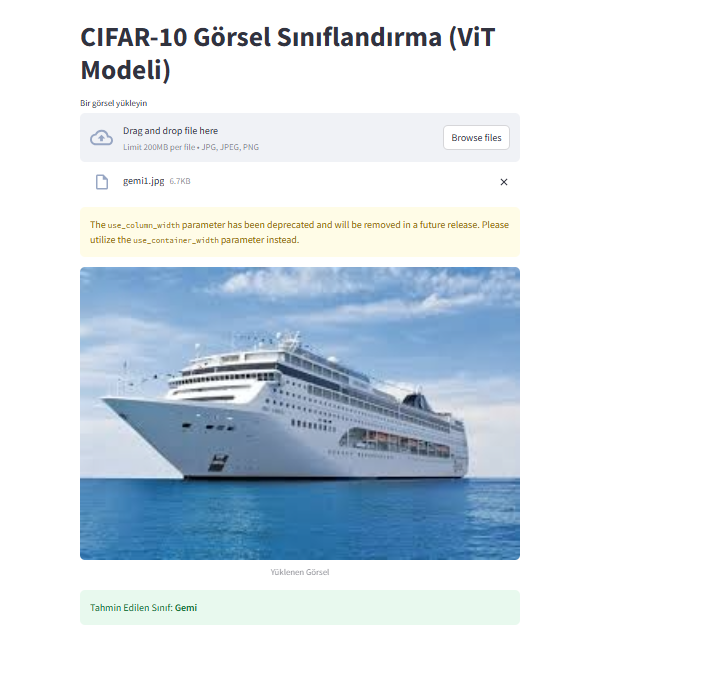 CIFAR-10 Görsel Sınıflandırma (ViT
Modeli)
Bir görsel yükleyin
Drag and drop file here
Limit 200MB per file • JPG, JPEG, PNG
Browse files
gemi1.jpg 6.7KB
The use_column_width parameter has been deprecated and will be removed in a future release. Please
utilize the use_container_width parameter instead.
Yüklenen Görsel
Tahmin Edilen Sınıf: Gemi